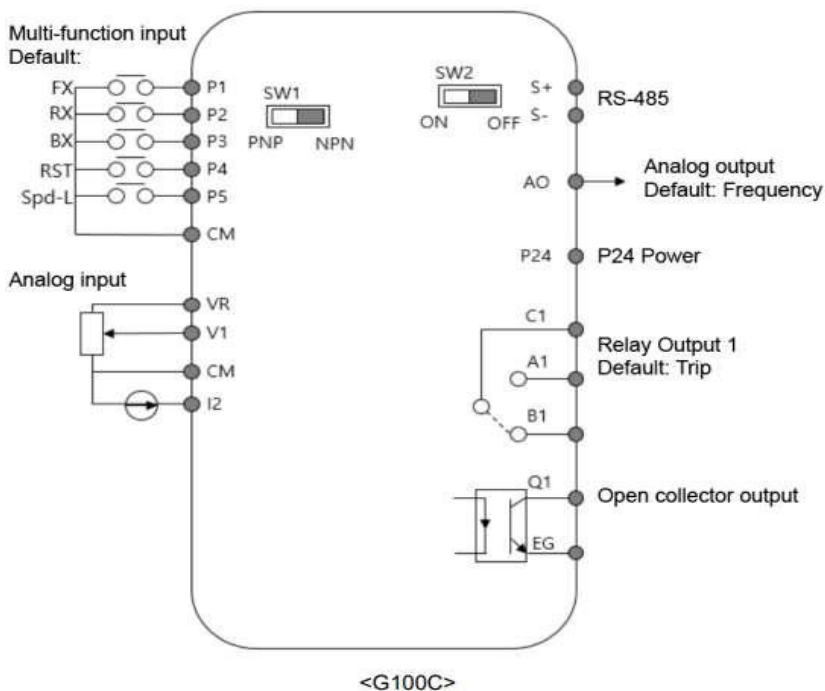 Multi-function input
Default:
FX
P1
RX
P2
BX
P3
RST
P4
Spd-L
P5
CM
SW1
PNP
NPN
SW2
ON
OFF
S+
S-
RS-485
AO
Analog output
Default: Frequency
P24
P24 Power
Analog input
VR
V1
CM
I2
C1
A1
B1
Relay Output 1
Default: Trip
Q1
EG
Open collector output
<G100C>